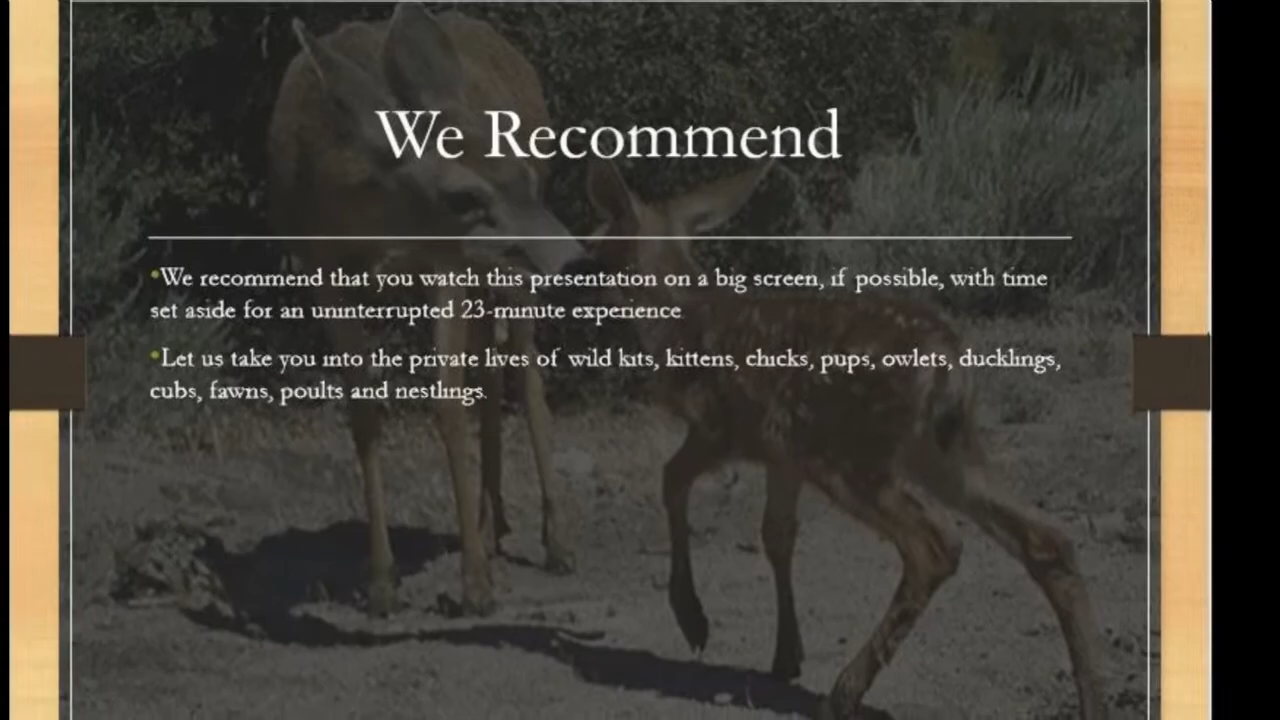 We Recommend
•We recommend that you watch this presentation on a big screen, if possible, with time
set aside for an uninterrupted 23-minute experience.
•Let us take you into the private lives of wild kits, kittens, chicks, pups, owlets, ducklings,
cubs, fawns, poults and nestlings.